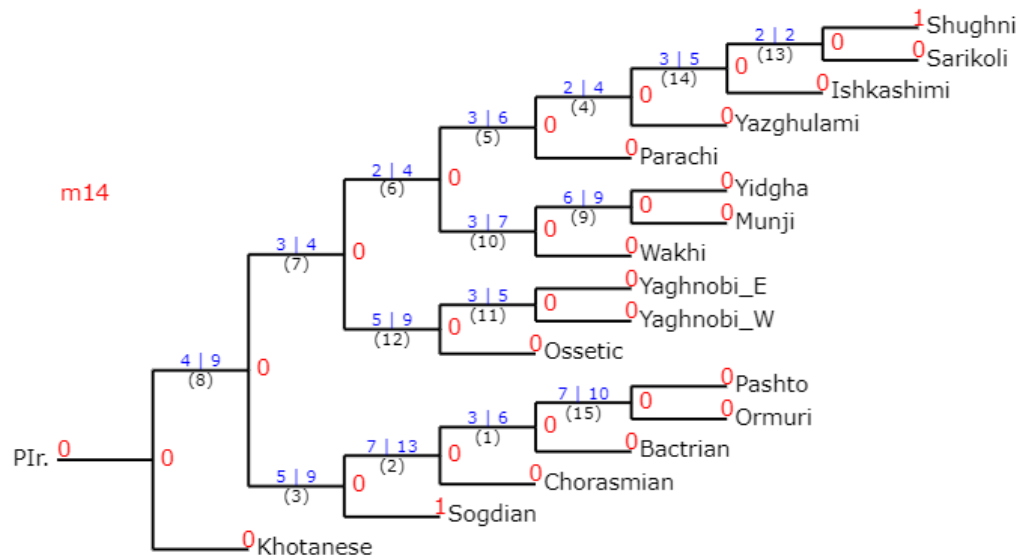 1 Shughni
2 | 2
(13)
0
0 Sarikoli
3 | 5
(14)
0
0 Ishkashimi
2 | 4
(4)
0
0 Yazghulami
3 | 6
(5)
0
0 Parachi
m14
2 | 4
(6)
0
0 Yidgha
6 | 9
(9)
0
0 Munji
3 | 7
(10)
0
0 Wakhi
3 | 4
(7)
0
0 Yaghnobi_E
3 | 5
(11)
0
0 Yaghnobi_W
5 | 9
(12)
0
0 Ossetic
4 | 9
(8)
0
0 Pashto
7 | 10
(15)
0
0 Ormuri
3 | 6
(1)
0
0 Bactrian
7 | 13
(2)
0
0 Chorasmian
PIr. 0
0
5 | 9
(3)
0
1 Sogdian
0 Khotanese